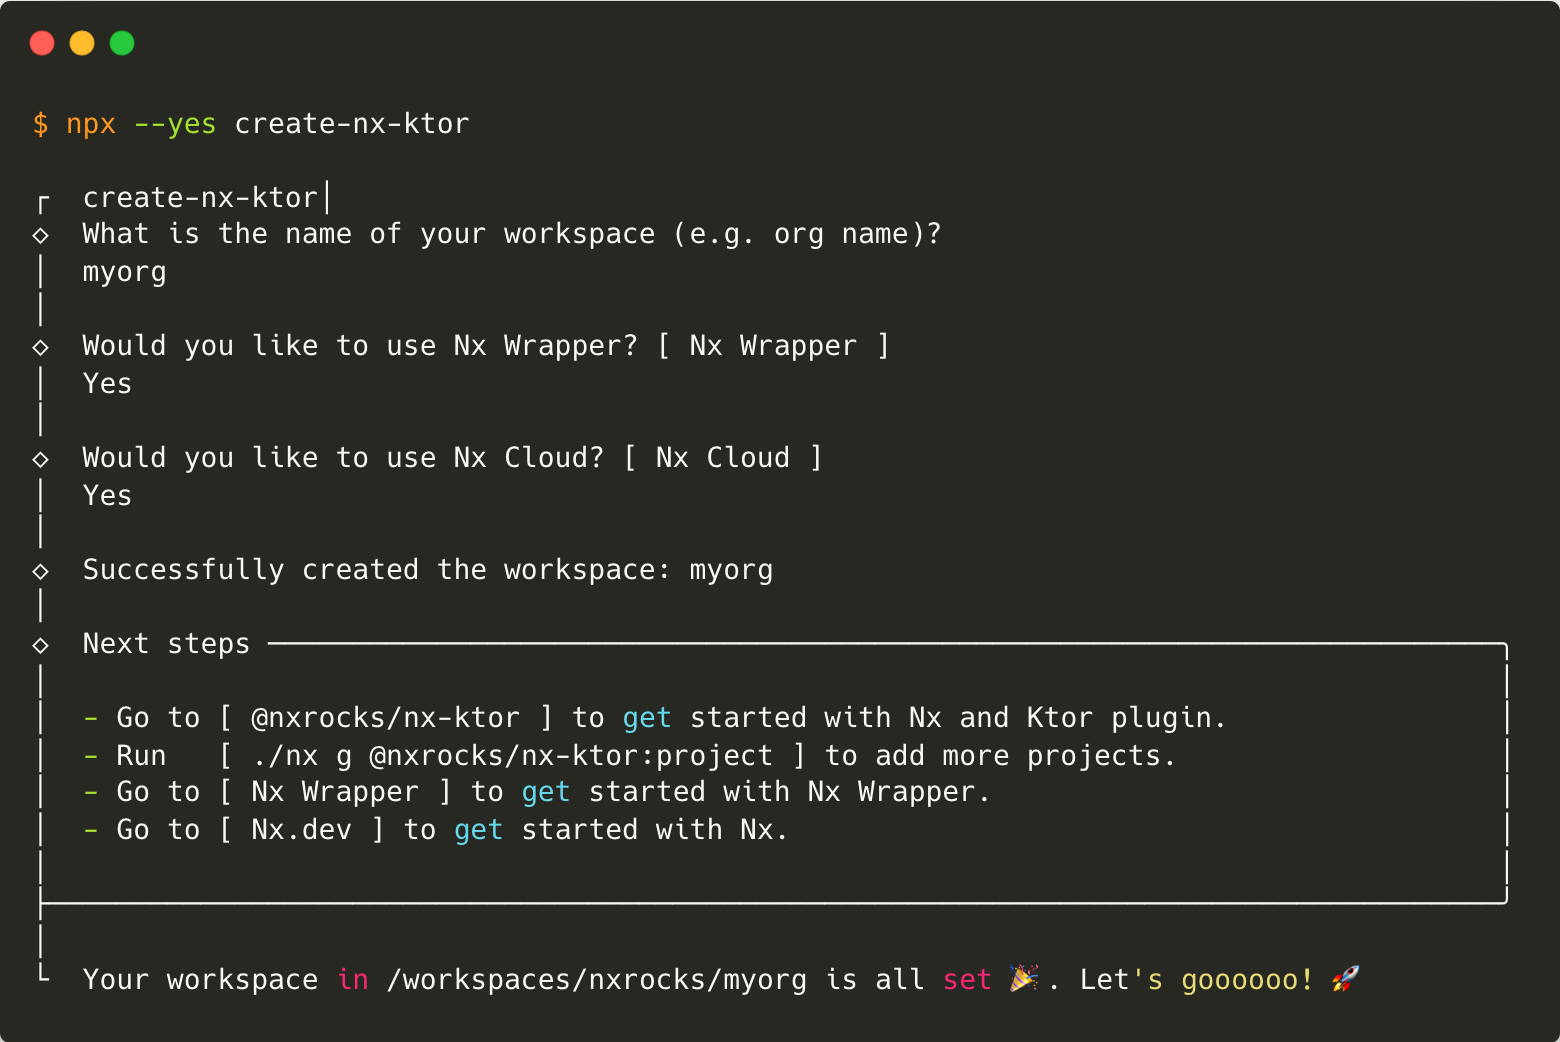 $ npx --yes create-nx-ktor
┌  create-nx-ktor
◇  What is the name of your workspace (e.g. org name)?
│  myorg
│
◇  Would you like to use Nx Wrapper? [ Nx Wrapper ]
│  Yes
│
◇  Would you like to use Nx Cloud? [ Nx Cloud ]
│  Yes
│
◇  Successfully created the workspace: myorg
│
◇  Next steps
│  - Go to [ @nxrocks/nx-ktor ] to get started with Nx and Ktor plugin.
│  - Run   [ ./nx g @nxrocks/nx-ktor:project ] to add more projects.
│  - Go to [ Nx Wrapper ] to get started with Nx Wrapper.
│  - Go to [ Nx.dev ] to get started with Nx.
│
└  Your workspace in /workspaces/nxrocks/myorg is all set 🎉. Let's goooooo! 🚀